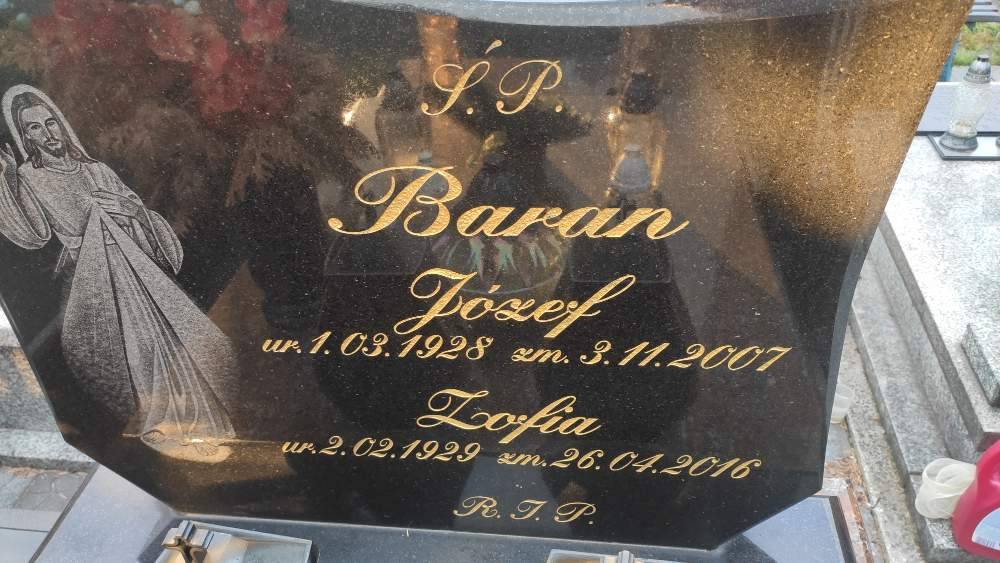 Ś. P.
Baran
Józef
ur. 1. 03. 1928 zm. 3. 11. 2007
Zofia
ur. 2. 02. 1929 zm. 26. 04. 2016
R. I. P.